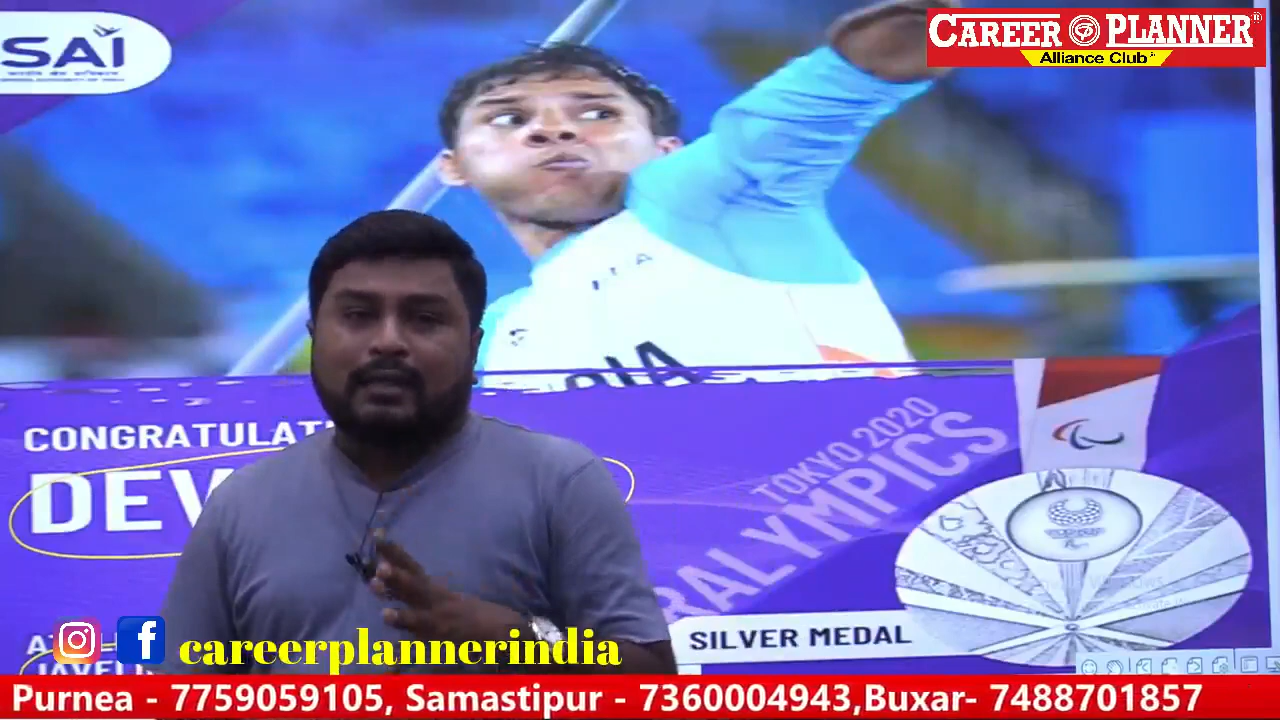 SAI
CAREER PLANNER
Alliance Club
CONGRATULAT
DEV
TOKYO 2020
RALYMPICS
SILVER MEDAL
careerplannerindia
Purnea - 7759059105, Samastipur - 7360004943,Buxar- 7488701857